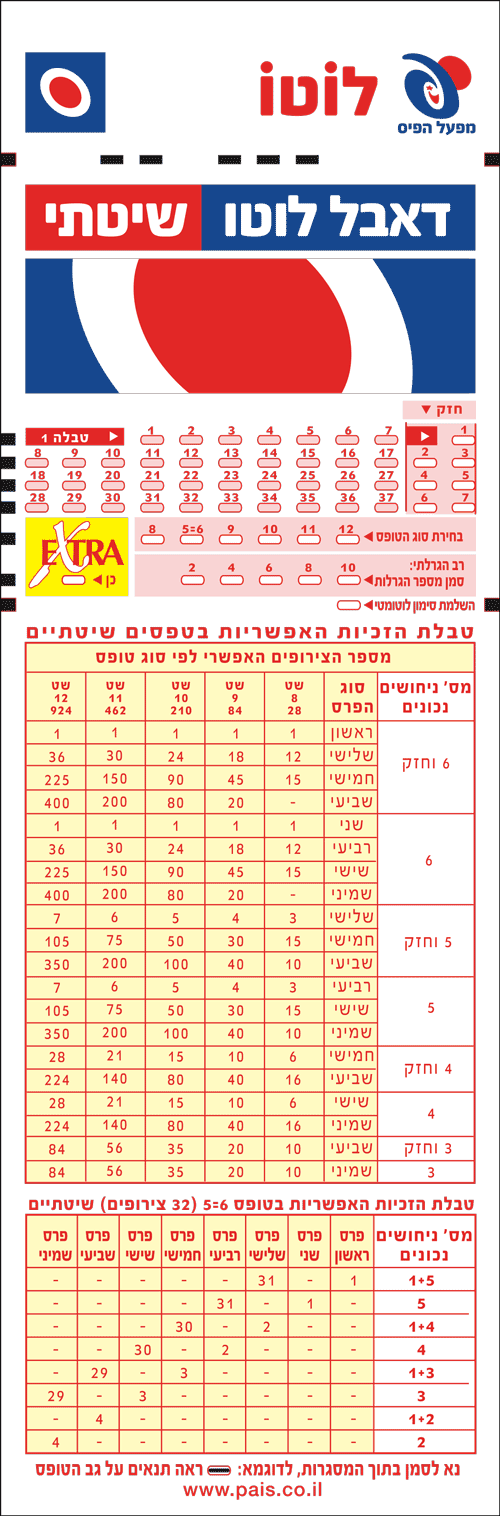 לוטו
מפעל הפיס
דאבל לוטו שיטתי
חזק ▼
טבלה 1 ▶ 1 2 3 4 5 6 7 ▶ 1
8 9 10 11 12 13 14 15 16 17 2 3
18 19 20 21 22 23 24 25 26 27 4 5
28 29 30 31 32 33 34 35 36 37 6 7
EXTRA
כן ◀
בחירת סוג הטופס ◀ 12 11 10 9 5=6 8
רב הגרלתי:
סמן מספר הגרלות ◀ 10 8 6 4 2
השלמת סימון לוטומטי ◀
טבלת הזכיות האפשריות בטפסים שיטתיים
מספר הצירופים האפשרי לפי סוג טופס
מס' ניחושים נכונים | סוג הפרס | שט 8 28 | שט 9 84 | שט 10 210 | שט 11 462 | שט 12 924
6 וחזק | ראשון | 1 | 1 | 1 | 1 | 1
שלישי | 12 | 18 | 24 | 30 | 36
חמישי | 15 | 45 | 90 | 150 | 225
שביעי | - | 20 | 80 | 200 | 400
6 | שני | 1 | 1 | 1 | 1 | 1
רביעי | 12 | 18 | 24 | 30 | 36
שישי | 15 | 45 | 90 | 150 | 225
שמיני | - | 20 | 80 | 200 | 400
5 וחזק | שלישי | 3 | 4 | 5 | 6 | 7
חמישי | 15 | 30 | 50 | 75 | 105
שביעי | 10 | 40 | 100 | 200 | 350
5 | רביעי | 3 | 4 | 5 | 6 | 7
שישי | 15 | 30 | 50 | 75 | 105
שמיני | 10 | 40 | 100 | 200 | 350
4 וחזק | חמישי | 6 | 10 | 15 | 21 | 28
שביעי | 16 | 40 | 80 | 140 | 224
4 | שישי | 6 | 10 | 15 | 21 | 28
שמיני | 16 | 40 | 80 | 140 | 224
3 וחזק | שביעי | 10 | 20 | 35 | 56 | 84
3 | שמיני | 10 | 20 | 35 | 56 | 84
טבלת הזכיות האפשריות בטופס 5=6 (32 צירופים) שיטתיים
מס' ניחושים נכונים | פרס ראשון | פרס שני | פרס שלישי | פרס רביעי | פרס חמישי | פרס שישי | פרס שביעי | פרס שמיני
1+5 | 1 | - | 31 | - | - | - | - | -
5 | - | 1 | - | 31 | - | - | - | -
1+4 | - | - | 2 | - | 30 | - | - | -
4 | - | - | - | 2 | - | 30 | - | -
1+3 | - | - | - | - | 3 | - | 29 | -
3 | - | - | - | - | - | 3 | - | 29
1+2 | - | - | - | - | - | - | 4 | -
2 | - | - | - | - | - | - | - | 4
נא לסמן בתוך המסגרות, לדוגמא: ראה תנאים על גב הטופס
www.pais.co.il